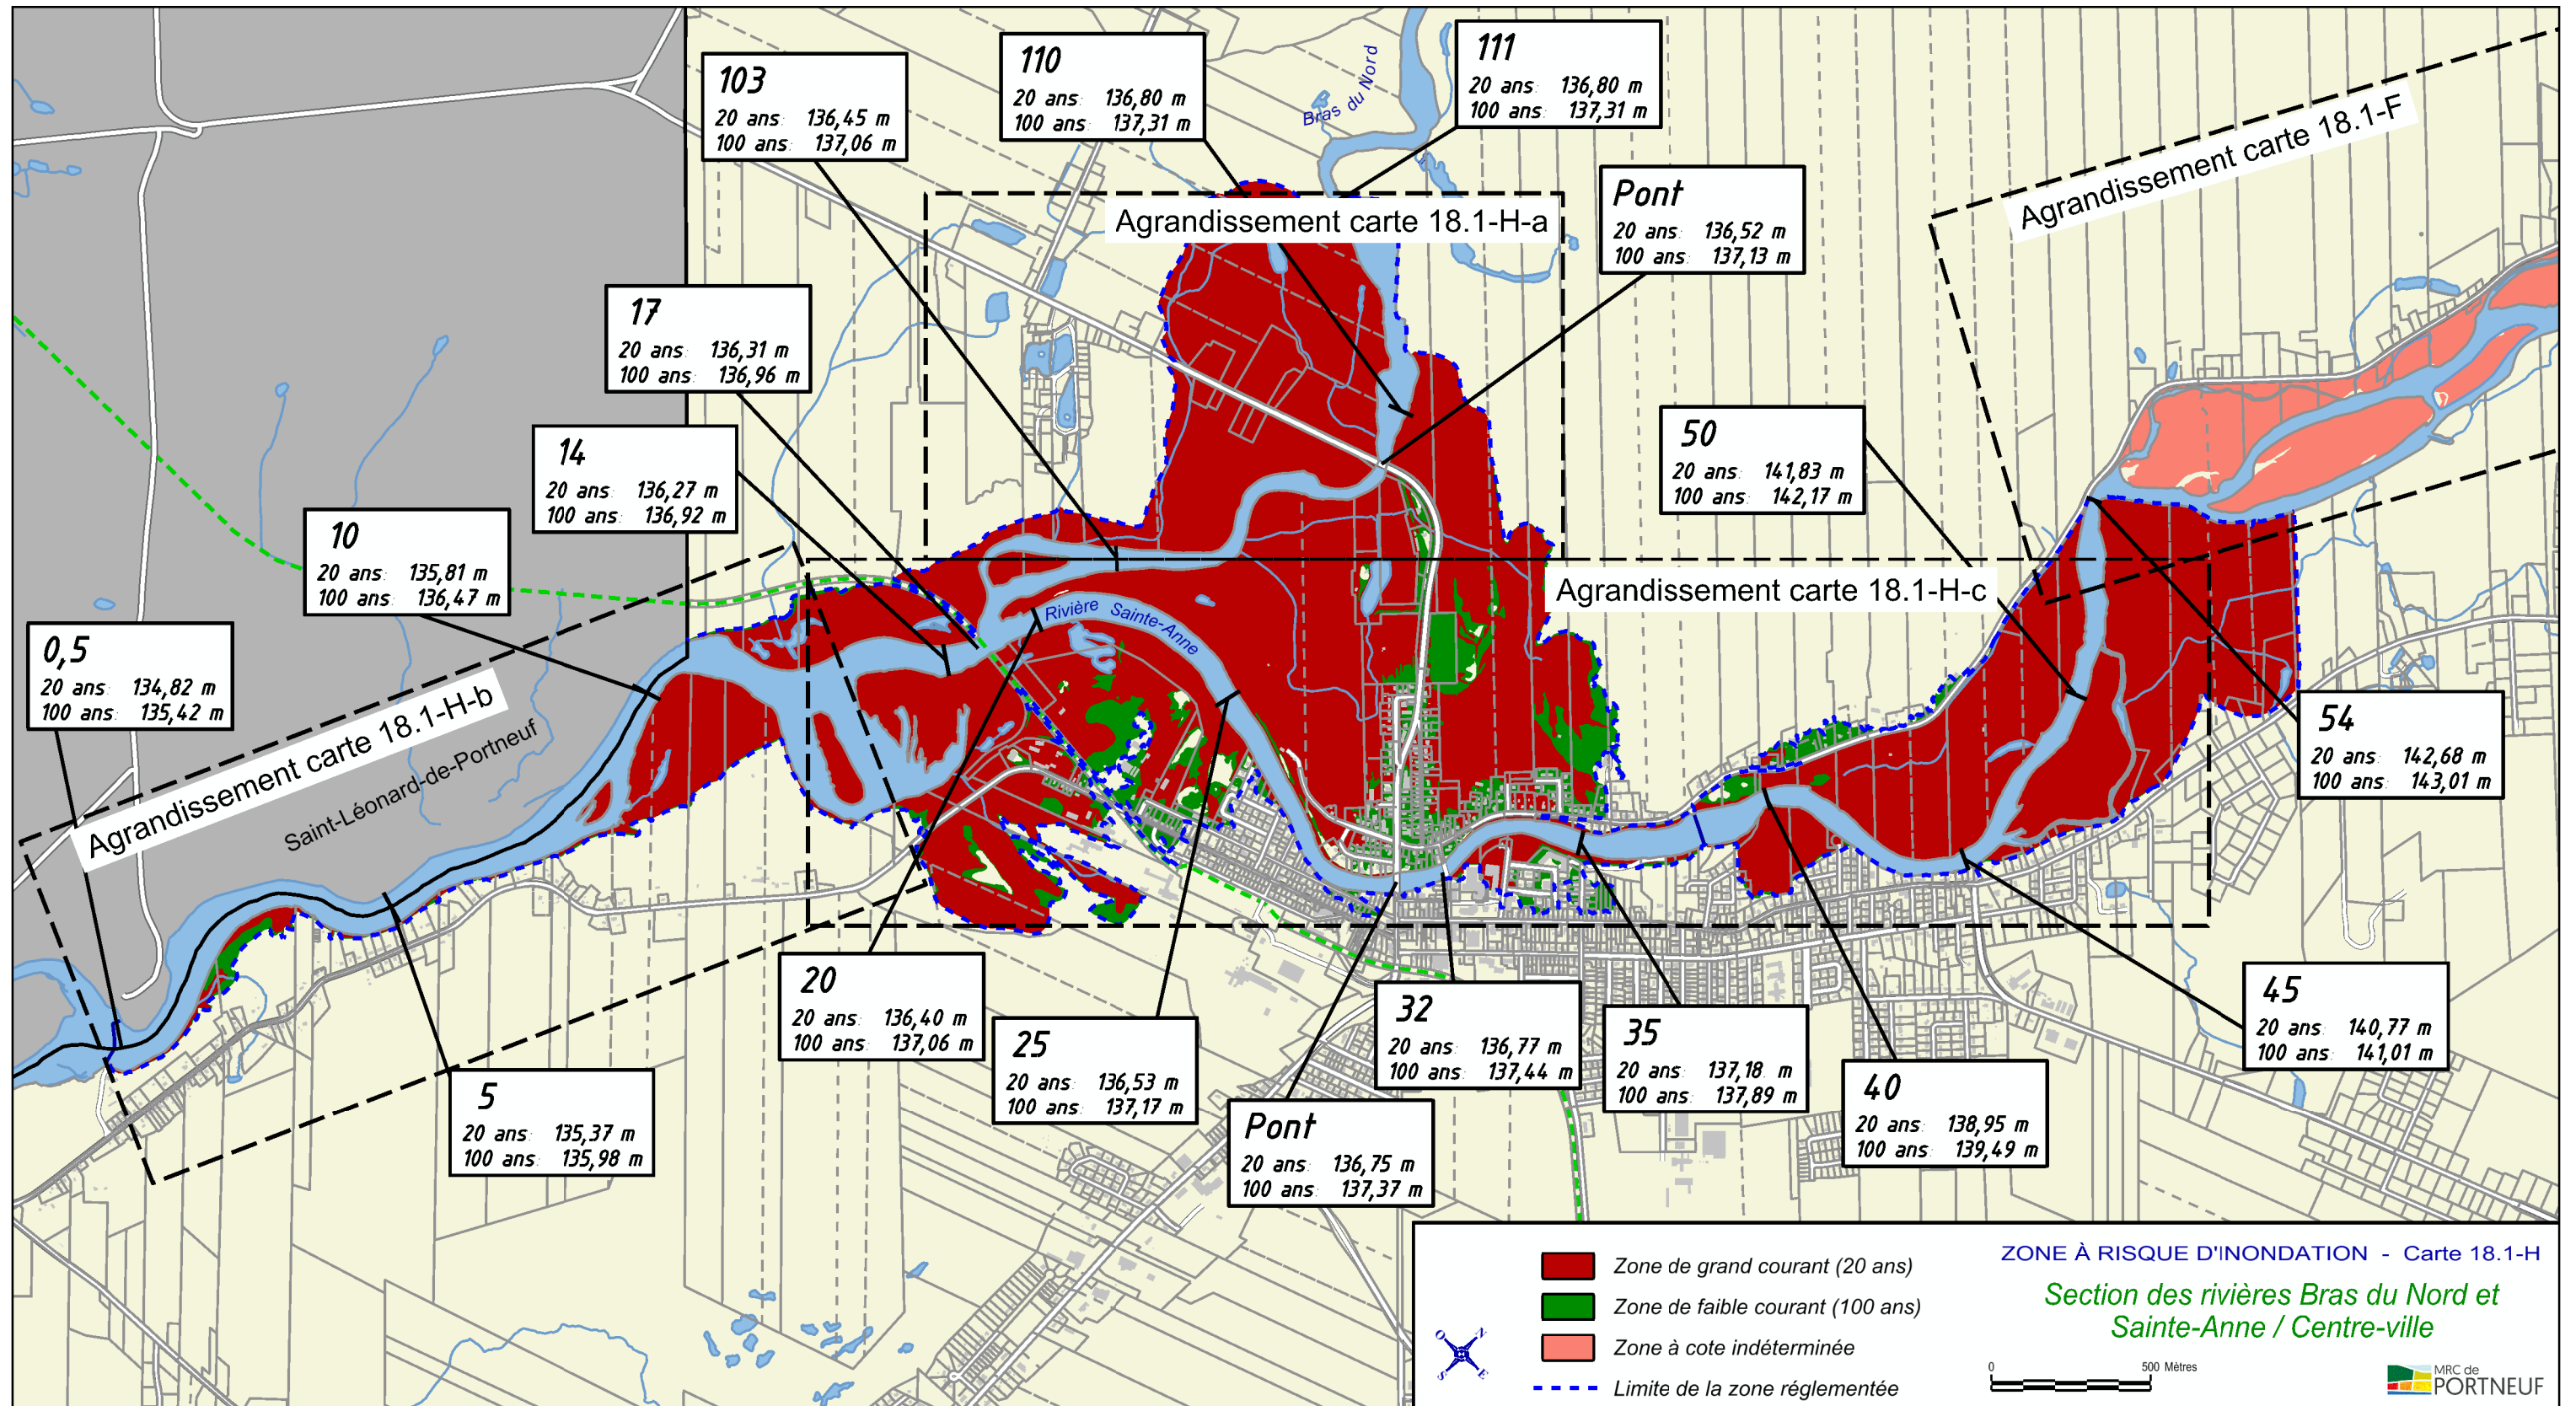 103
20 ans: 136,45 m
100 ans: 137,06 m
110
20 ans: 136,80 m
100 ans: 137,31 m
Bras du Nord
111
20 ans: 136,80 m
100 ans: 137,31 m
Agrandissement carte 18.1-F
Agrandissement carte 18.1-H-a
Pont
20 ans: 136,52 m
100 ans: 137,13 m
17
20 ans: 136,31 m
100 ans: 136,96 m
14
20 ans: 136,27 m
100 ans: 136,92 m
50
20 ans: 141,83 m
100 ans: 142,17 m
10
20 ans: 135,81 m
100 ans: 136,47 m
Agrandissement carte 18.1-H-c
Rivière Sainte-Anne
0,5
20 ans: 134,82 m
100 ans: 135,42 m
Agrandissement carte 18.1-H-b
Saint-Léonard-de-Portneuf
54
20 ans: 142,68 m
100 ans: 143,01 m
20
20 ans: 136,40 m
100 ans: 137,06 m
25
20 ans: 136,53 m
100 ans: 137,17 m
32
20 ans: 136,77 m
100 ans: 137,44 m
35
20 ans: 137,18 m
100 ans: 137,89 m
45
20 ans: 140,77 m
100 ans: 141,01 m
5
20 ans: 135,37 m
100 ans: 135,98 m
Pont
20 ans: 136,75 m
100 ans: 137,37 m
40
20 ans: 138,95 m
100 ans: 139,49 m
Zone de grand courant (20 ans)
Zone de faible courant (100 ans)
Zone à cote indéterminée
Limite de la zone réglementée
O N
S E
ZONE À RISQUE D'INONDATION - Carte 18.1-H
Section des rivières Bras du Nord et
Sainte-Anne / Centre-ville
0 500 Mètres
MRC de
PORTNEUF